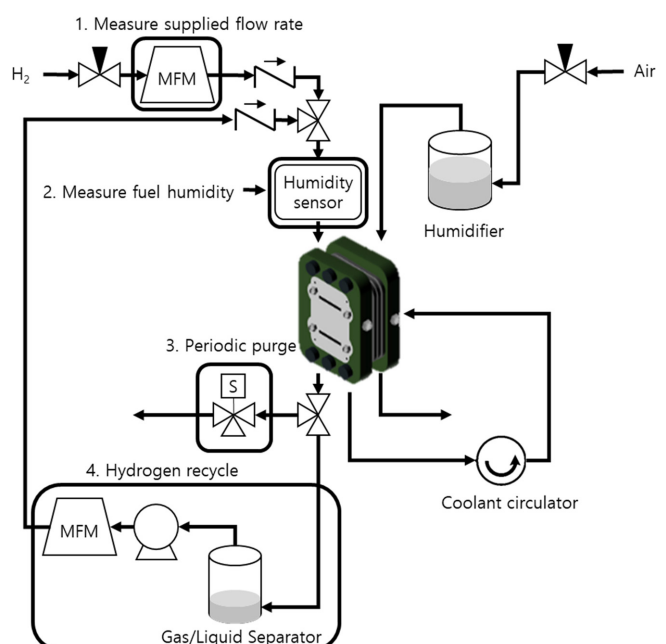 1. Measure supplied flow rate
H₂
MFM
Air
2. Measure fuel humidity
Humidity
sensor
Humidifier
3. Periodic purge
S
4. Hydrogen recycle
MFM
Coolant circulator
Gas/Liquid Separator